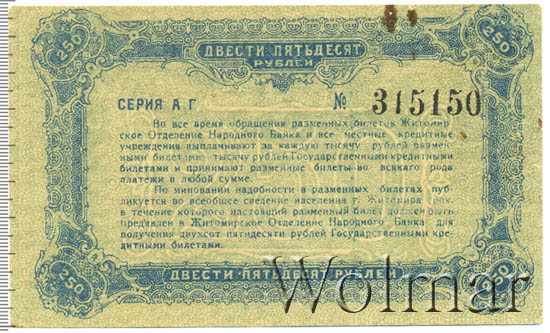 250 ДВЕСТИ ПЯТЬДЕСЯТ 250
РУБЛЕЙ
СЕРИЯ А Г № 315150
Во все время обращения разменных билетов Житомир
ское Отделение Народного Банка и все местные кредитные
учреждения выплачивают за каждую тысячу рублей размен-
ными билетами тысячу рублей Государственными кредитными
билетами и принимают разменные билеты во всякаго рода
платежи в любой сумме.
По миновании надобности в разменных билетах пуб-
ликуется во всеобщее сведение населения г. Житомира срок,
в течение которого настоящий разменный билет должен быть
предъявлен в Житомирское Отделение Народного Банка для
получения двухсот пятидесяти рублей Государственными кре-
дитными билетами.
250 ДВЕСТИ ПЯТЬДЕСЯТ РУБЛЕЙ 250
Wolmar